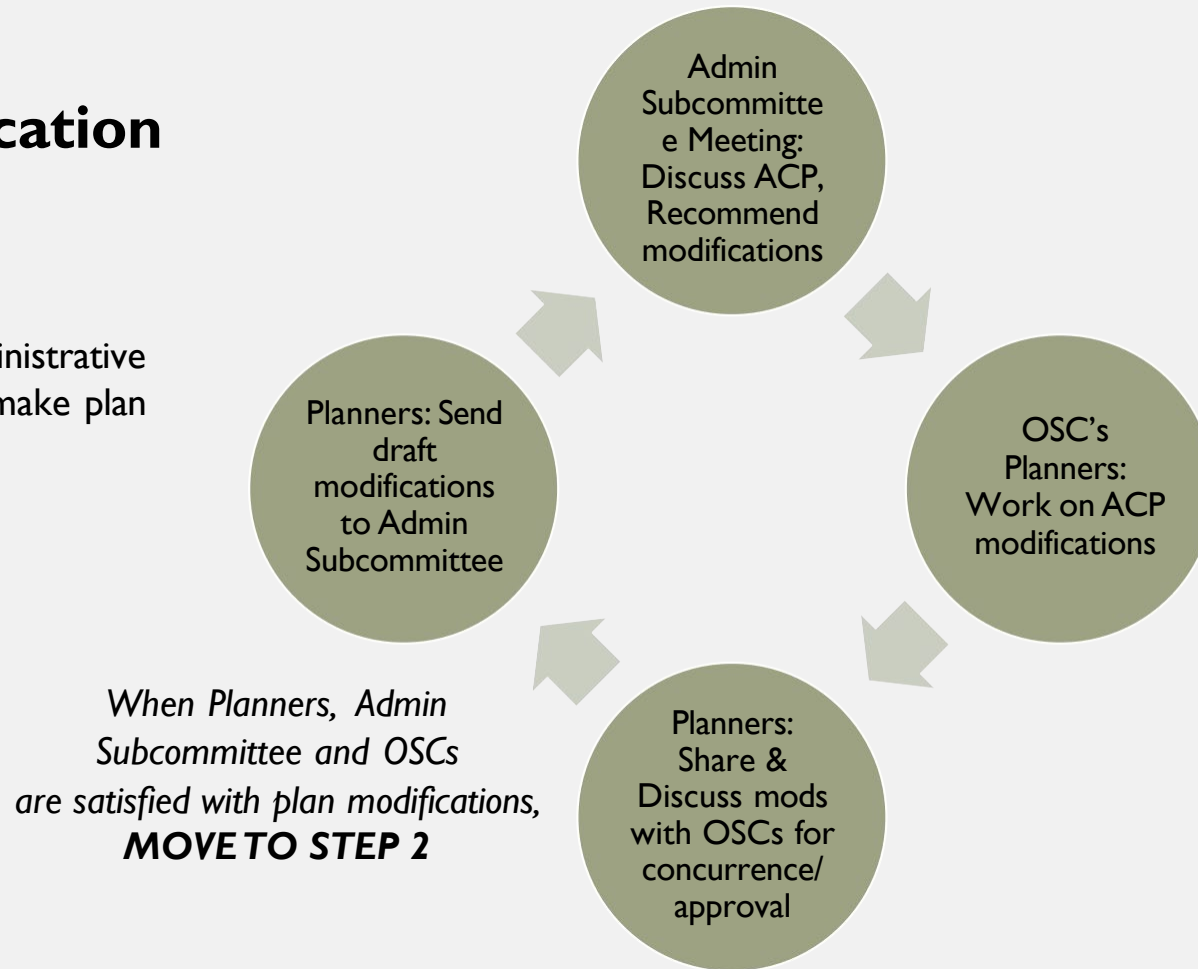 cation
inistrative
make plan
Admin
Subcommitte
e Meeting:
Discuss ACP,
Recommend
modifications
OSC's
Planners:
Work on ACP
modifications
Planners:
Share &
Discuss mods
with OSCs for
concurrence/
approval
Planners: Send
draft
modifications
to Admin
Subcommittee
When Planners, Admin
Subcommittee and OSCs
are satisfied with plan modifications,
MOVE TO STEP 2